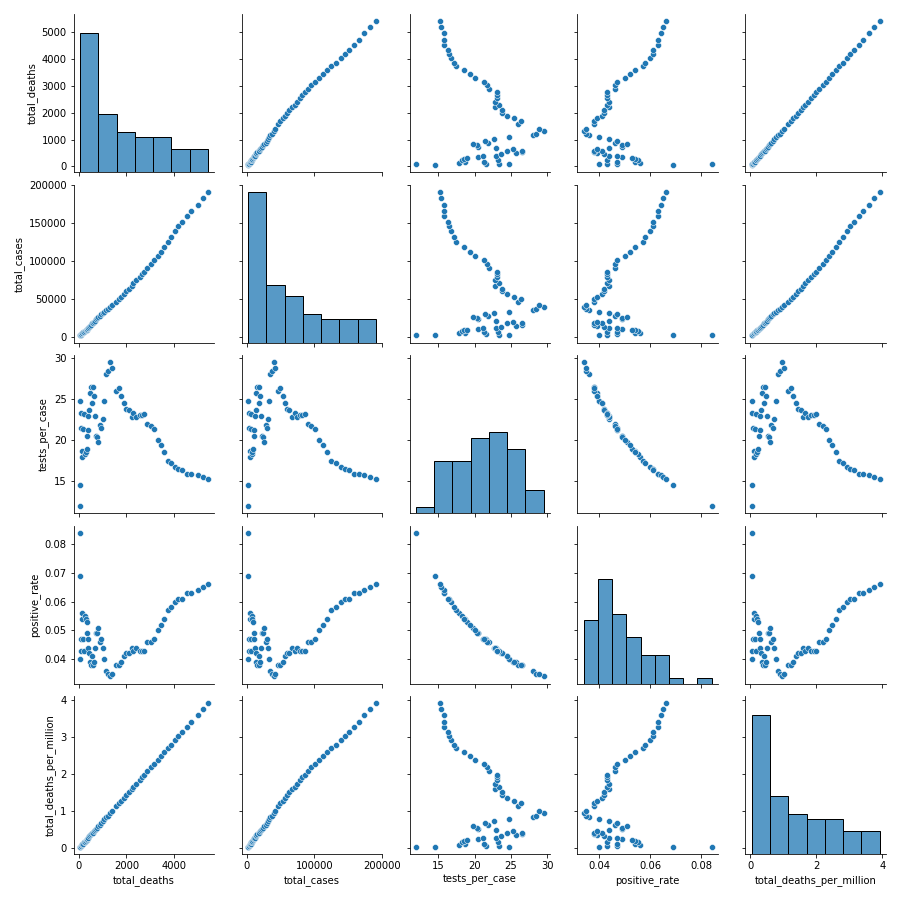 total_deaths
5000
4000
3000
2000
1000
0
total_cases
200000
150000
100000
50000
0
tests_per_case
30
25
20
15
positive_rate
0.08
0.07
0.06
0.05
0.04
total_deaths_per_million
4
3
2
1
0
0 2000 4000
total_deaths
0 100000 200000
total_cases
15 20 25 30
tests_per_case
0.04 0.06 0.08
positive_rate
0 2 4
total_deaths_per_million